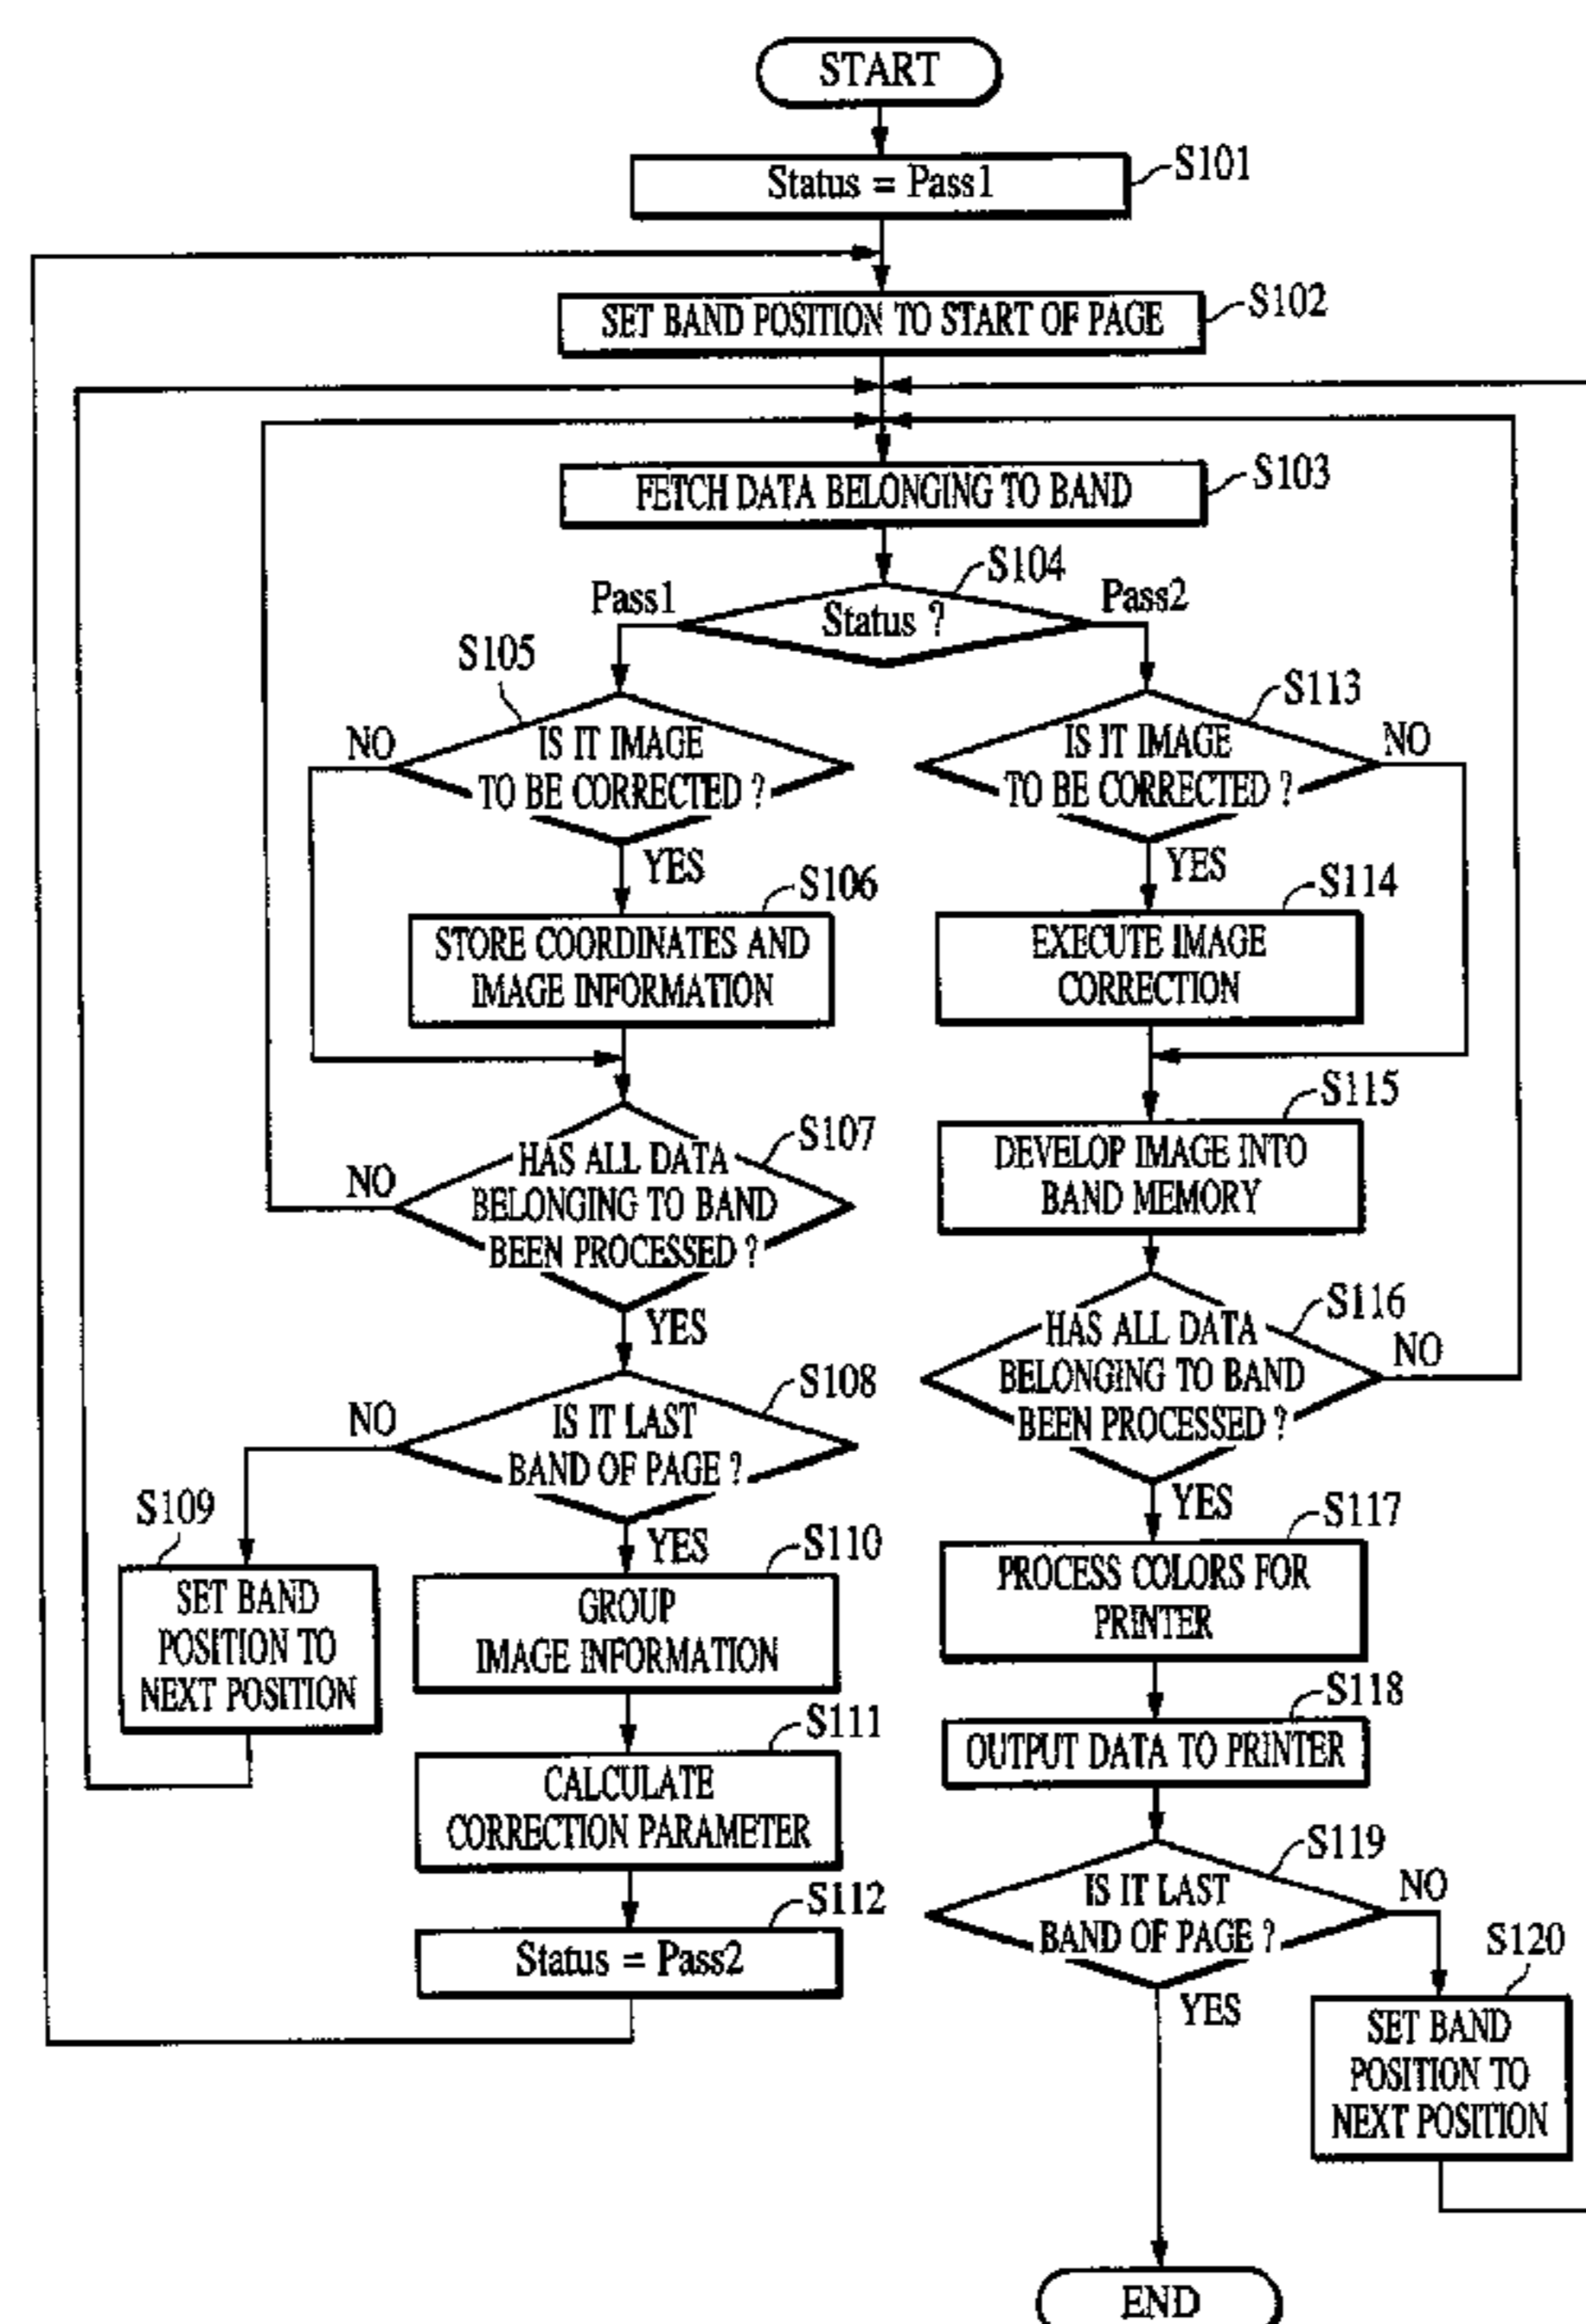 START
Status = Pass1
S101
SET BAND POSITION TO START OF PAGE
S102
FETCH DATA BELONGING TO BAND
S103
S104
Pass1
Status ?
Pass2
S105
NO
IS IT IMAGE
TO BE CORRECTED ?
YES
S113
IS IT IMAGE
TO BE CORRECTED ?
NO
YES
S106
STORE COORDINATES AND
IMAGE INFORMATION
S114
EXECUTE IMAGE
CORRECTION
S115
DEVELOP IMAGE INTO
BAND MEMORY
S107
HAS ALL DATA
BELONGING TO BAND
BEEN PROCESSED ?
NO
YES
S116
HAS ALL DATA
BELONGING TO BAND
BEEN PROCESSED ?
NO
YES
S108
NO
IS IT LAST
BAND OF PAGE ?
YES
S109
SET BAND
POSITION TO
NEXT POSITION
S110
GROUP
IMAGE INFORMATION
S117
PROCESS COLORS FOR
PRINTER
S111
CALCULATE
CORRECTION PARAMETER
S118
OUTPUT DATA TO PRINTER
S112
Status = Pass2
S119
IS IT LAST
BAND OF PAGE ?
NO
YES
S120
SET BAND
POSITION TO
NEXT POSITION
END